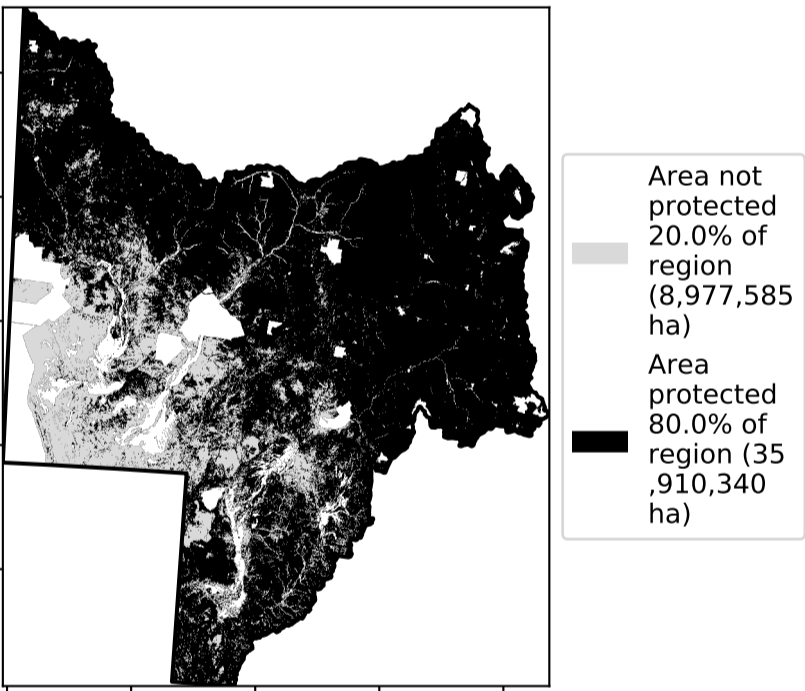 Area not
protected
20.0% of
region
(8,977,585
ha)
Area
protected
80.0% of
region (35
,910,340
ha)